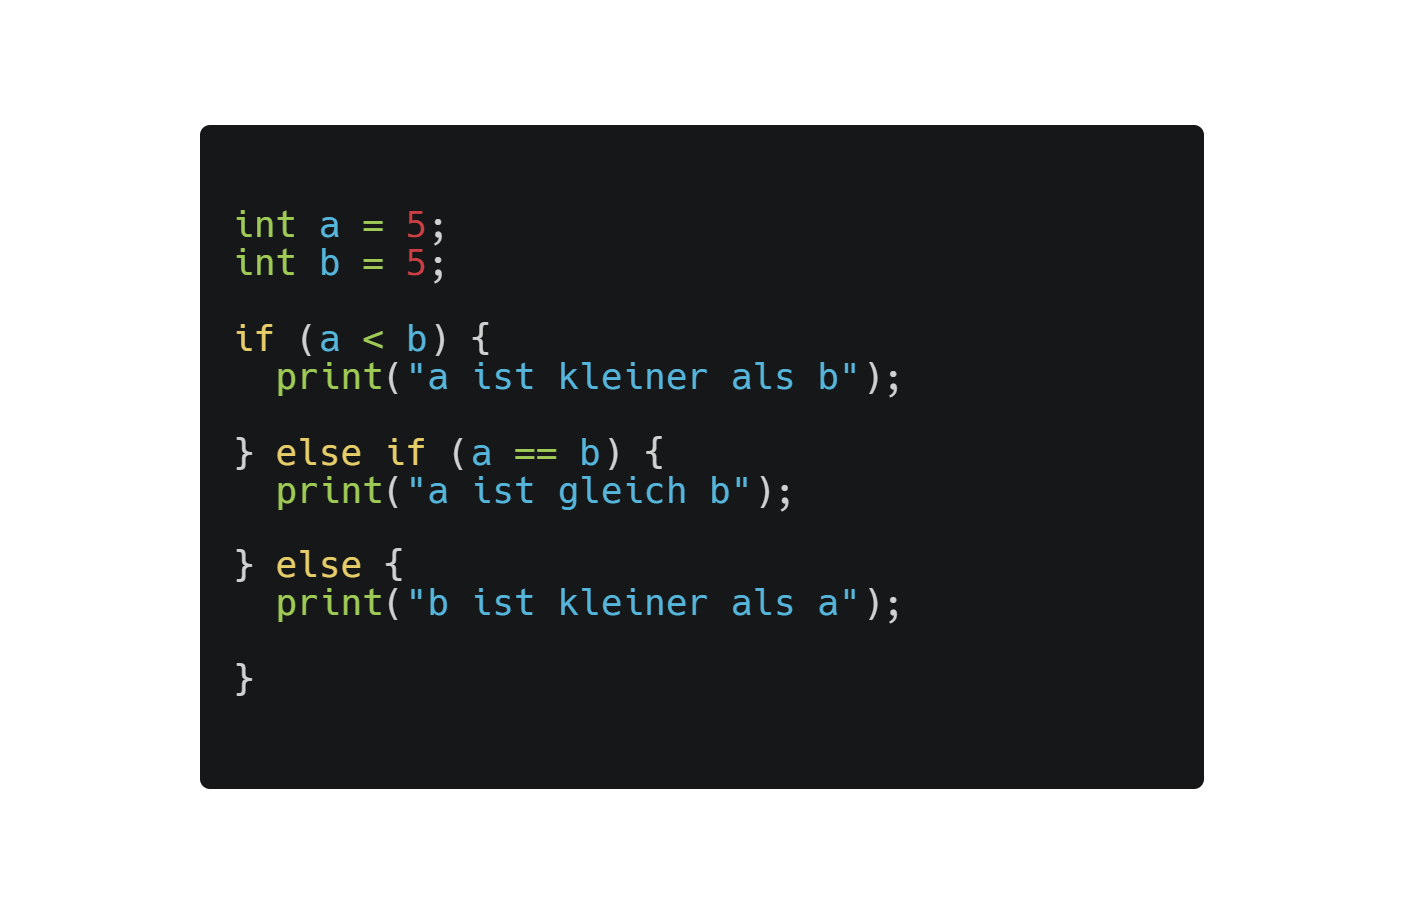 int a = 5;
int b = 5;
if (a < b) {
  print("a ist kleiner als b");
} else if (a == b) {
  print("a ist gleich b");
} else {
  print("b ist kleiner als a");
}